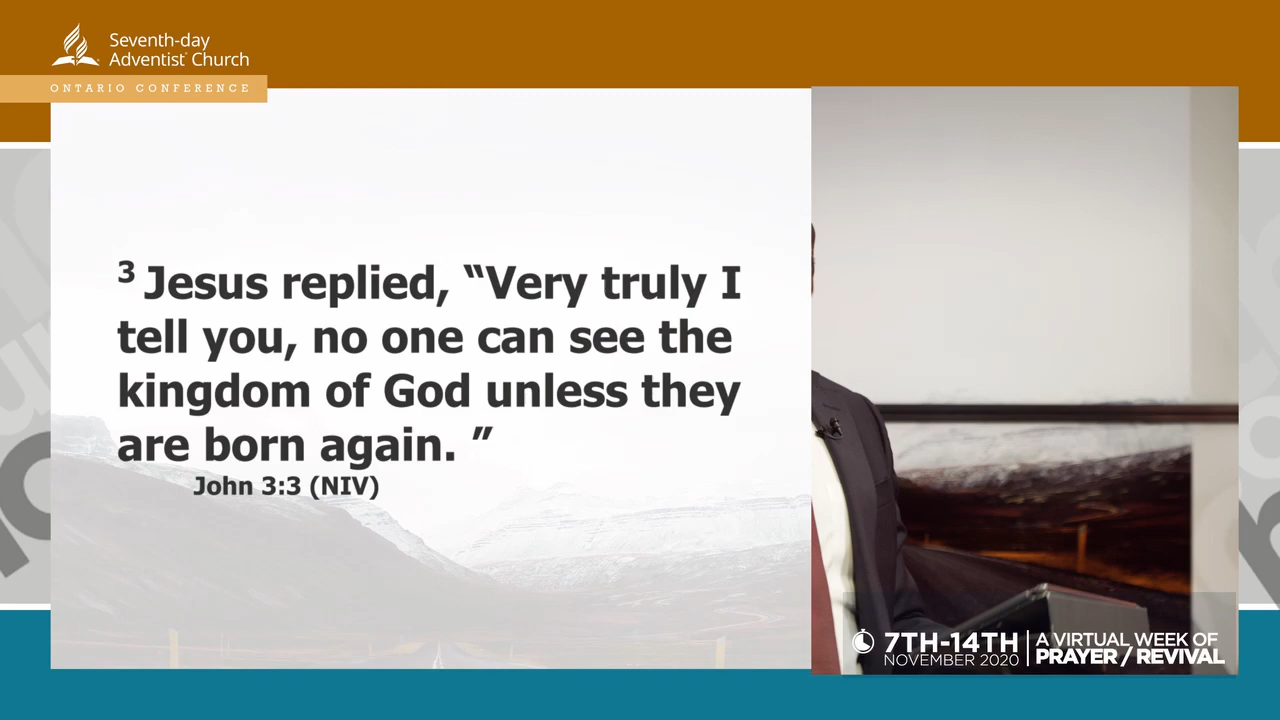 Seventh-day
Adventist® Church
ONTARIO CONFERENCE
3 Jesus replied, “Very truly I
tell you, no one can see the
kingdom of God unless they
are born again. ”
John 3:3 (NIV)
7TH-14TH
NOVEMBER 2020
A VIRTUAL WEEK OF
PRAYER / REVIVAL